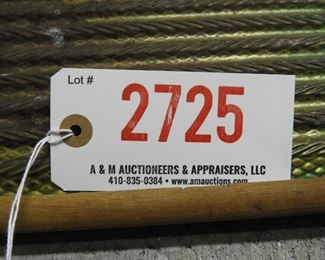 Lot #
2725
A & M AUCTIONEERS & APPRAISERS, LLC
410-835-0384 • www.amauctions.com